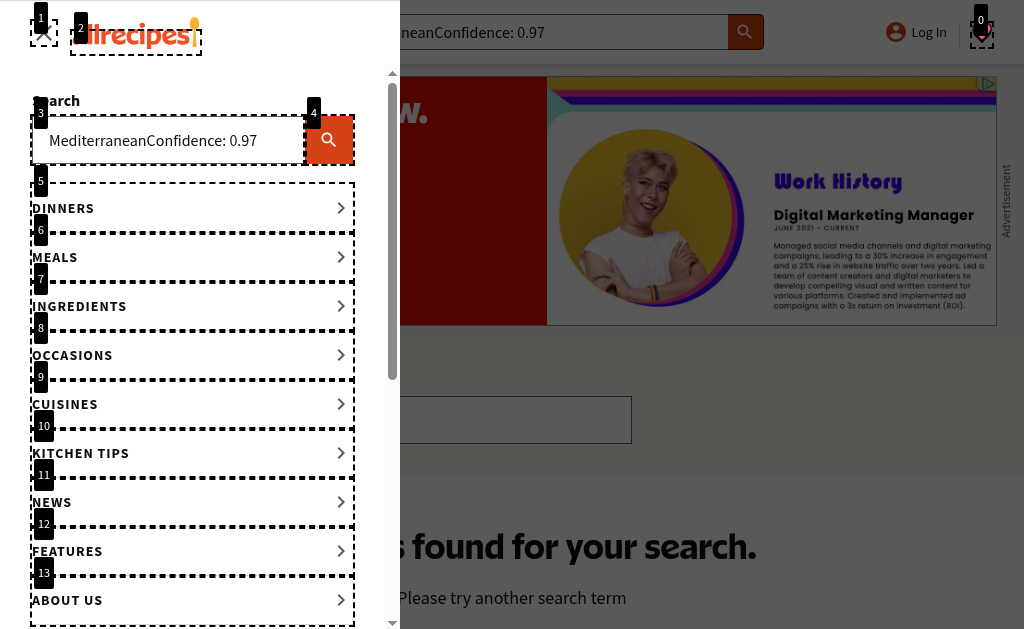 1
2
allrecipes
Search
3
4
MediterraneanConfidence: 0.97
5
DINNERS
6
MEALS
7
INGREDIENTS
8
OCCASIONS
9
CUISINES
10
KITCHEN TIPS
11
NEWS
12
FEATURES
13
ABOUT US
neanConfidence: 0.97
Log In
0
w.
Work History
Digital Marketing Manager
JUNE 2021 - CURRENT
Managed social media channels and digital marketing
campaigns, leading to a 30% increase in engagement
and a 25% rise in website traffic over two years. Led a
team of content creators and digital marketers to
develop compelling visual and written content for
various platforms. Created and implemented ad
campaigns with a 3x return on investment (ROI).
Advertisement
s found for your search.
Please try another search term